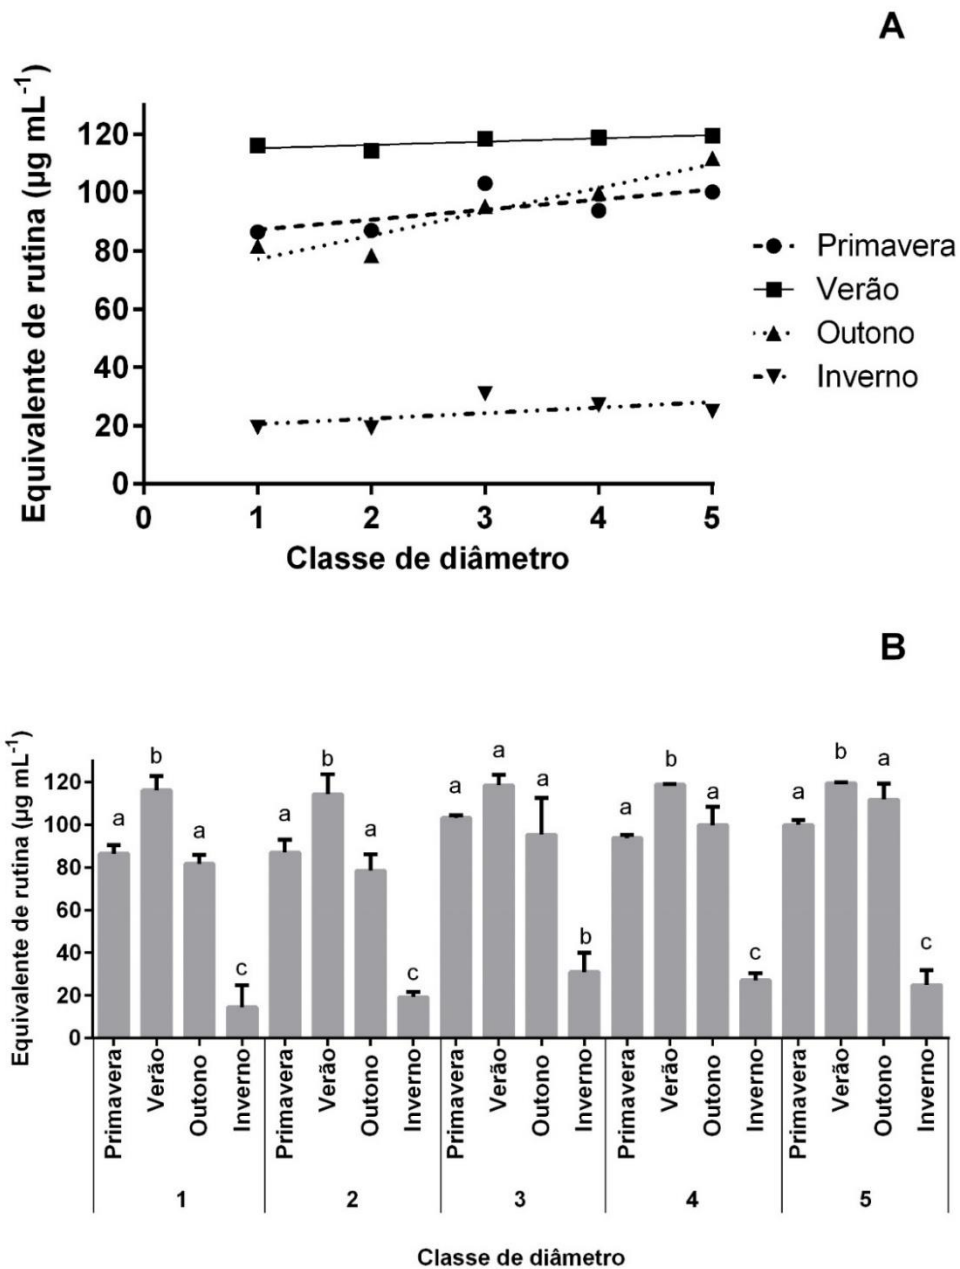 A
Equivalente de rutina (µg mL-1)
120
100
80
60
40
20
0
0 1 2 3 4 5
Classe de diâmetro
Primavera
Verão
Outono
Inverno
B
Equivalente de rutina (µg mL-1)
120
100
80
60
40
20
0
a b a c a b a c a a a b a b a c a b a c
Primavera Verão Outono Inverno Primavera Verão Outono Inverno Primavera Verão Outono Inverno Primavera Verão Outono Inverno Primavera Verão Outono Inverno
1 2 3 4 5
Classe de diâmetro